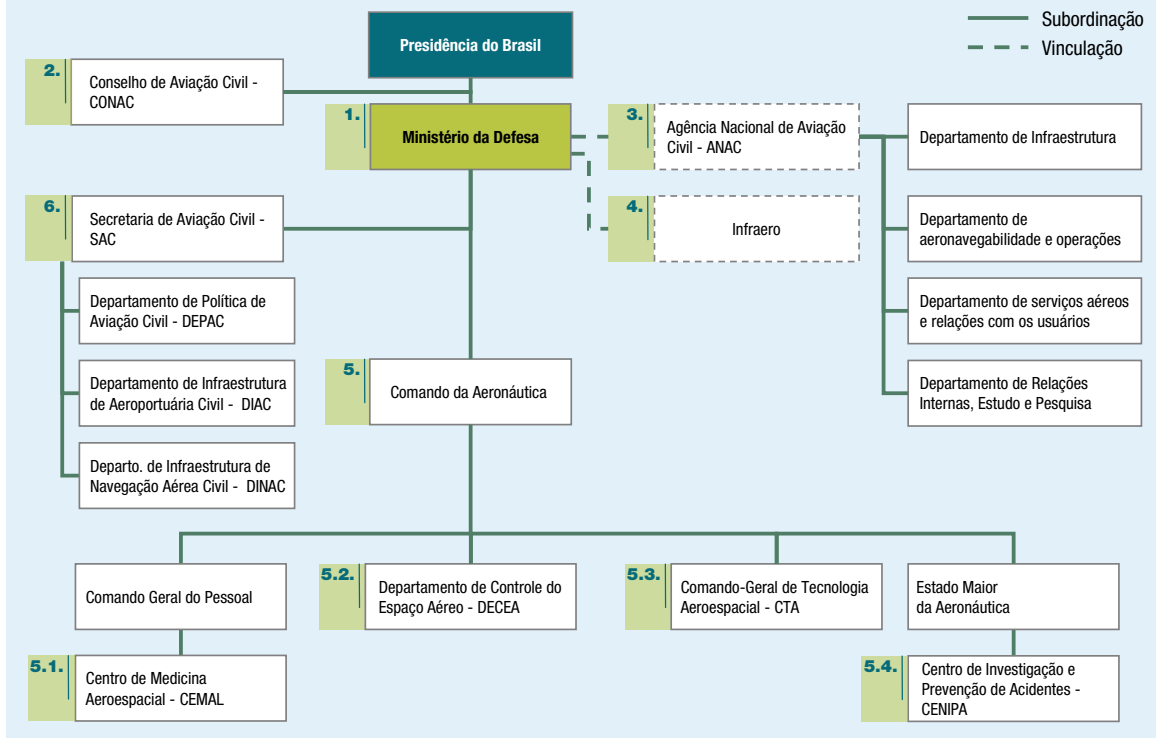 Presidência do Brasil
Subordinação
Vinculação
2.
Conselho de Aviação Civil -
CONAC
1.
Ministério da Defesa
3.
Agência Nacional de Aviação
Civil - ANAC
Departamento de Infraestrutura
6.
Secretaria de Aviação Civil -
SAC
4.
Infraero
Departamento de
aeronavegabilidade e operações
Departamento de Política de
Aviação Civil - DEPAC
Departamento de serviços aéreos
e relações com os usuários
Departamento de Infraestrutura
de Aeroportuária Civil - DIAC
5.
Comando da Aeronáutica
Departamento de Relações
Internas, Estudo e Pesquisa
Departo. de Infraestrutura de
Navegação Aérea Civil - DINAC
Comando Geral do Pessoal
5.2.
Departamento de Controle do
Espaço Aéreo - DECEA
5.3.
Comando-Geral de Tecnologia
Aeroespacial - CTA
Estado Maior
da Aeronáutica
5.1.
Centro de Medicina
Aeroespacial - CEMAL
5.4.
Centro de Investigação e
Prevenção de Acidentes -
CENIPA